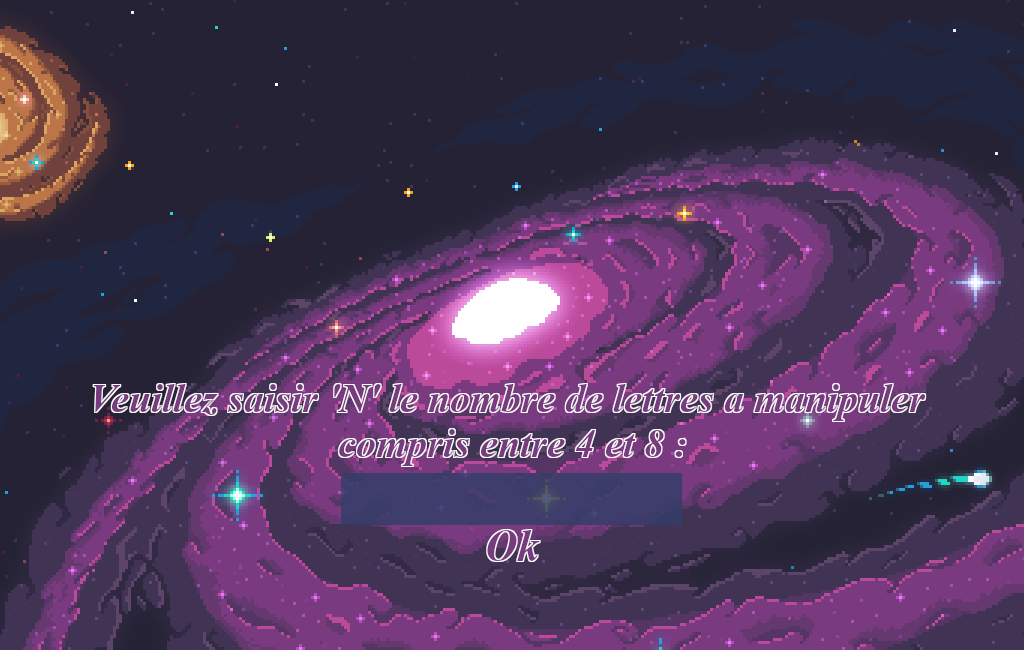 Veuillez saisir 'N' le nombre de lettres a manipuler
compris entre 4 et 8 :
Ok